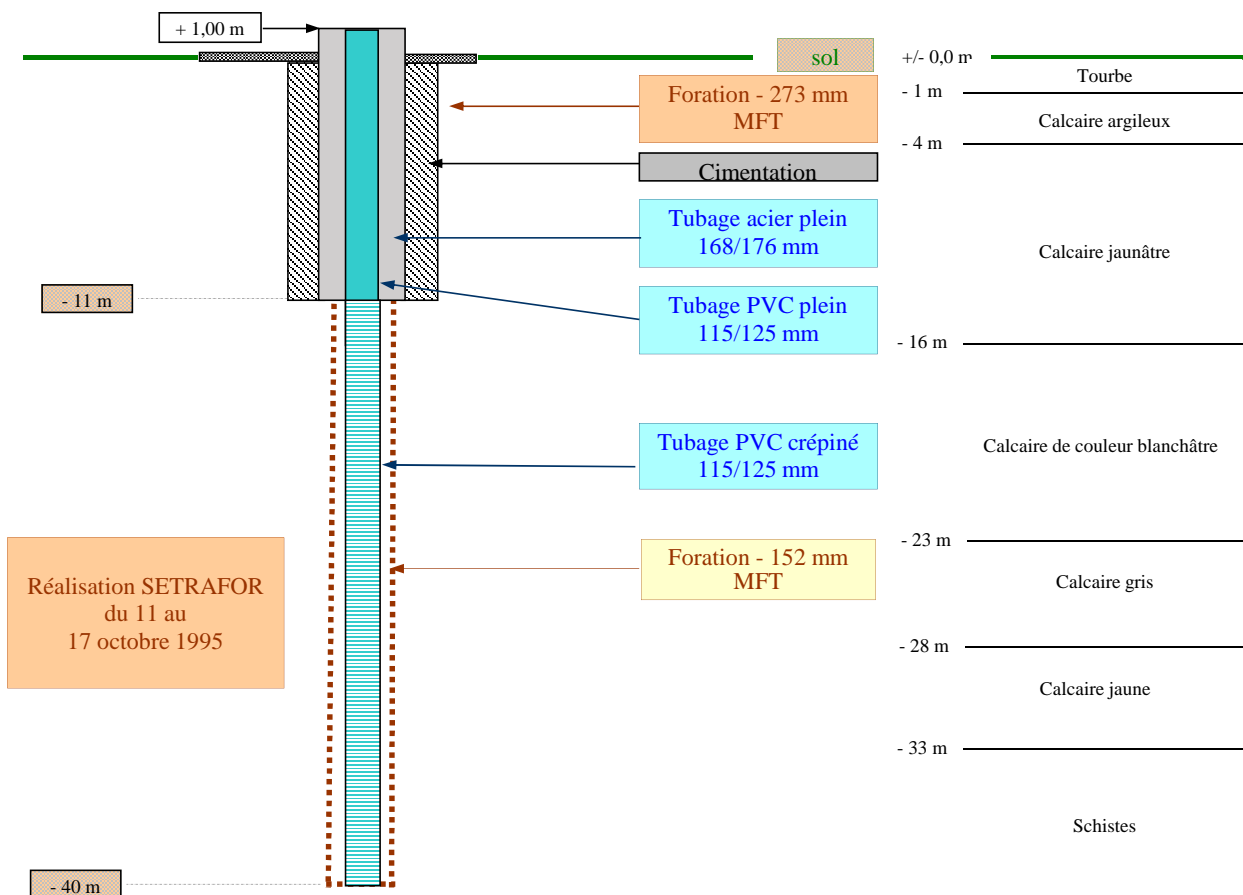 + 1,00 m
sol
+/- 0,0 m
Tourbe
- 1 m
Foration - 273 mm
MFT
Calcaire argileux
- 4 m
Cimentation
Tubage acier plein
168/176 mm
Calcaire jaunâtre
- 11 m
Tubage PVC plein
115/125 mm
- 16 m
Tubage PVC crépiné
115/125 mm
Calcaire de couleur blanchâtre
- 23 m
Foration - 152 mm
MFT
Calcaire gris
Réalisation SETRAFOR
du 11 au
17 octobre 1995
- 28 m
Calcaire jaune
- 33 m
Schistes
- 40 m